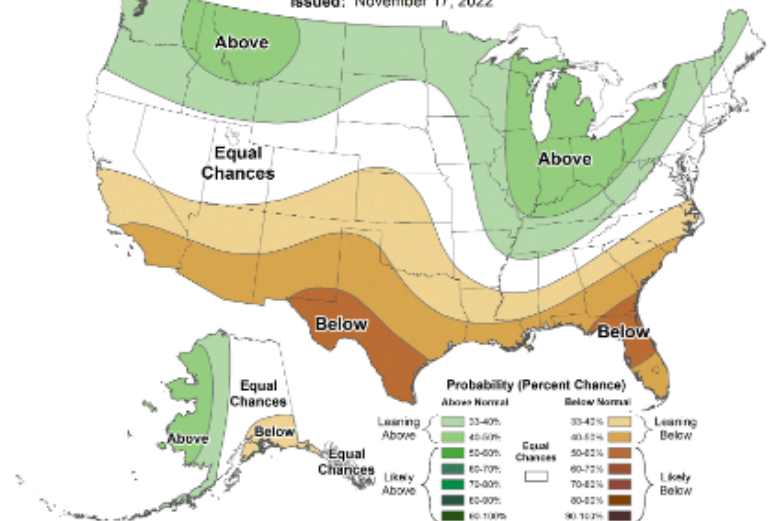 Issued: November 17, 2022
Above
Equal
Chances
Above
Below
Below
Equal
Chances
Above
Below
Equal
Chances
Probability (Percent Chance)
Above Normal
Below Normal
Leaning
Above
33-40%
40-50%
Likely
Above
50-60%
60-70%
70-80%
80-90%
90-100%
Equal
Chances
33-40%
40-50%
Leaning
Below
50-60%
60-70%
70-80%
80-90%
90-100%
Likely
Below